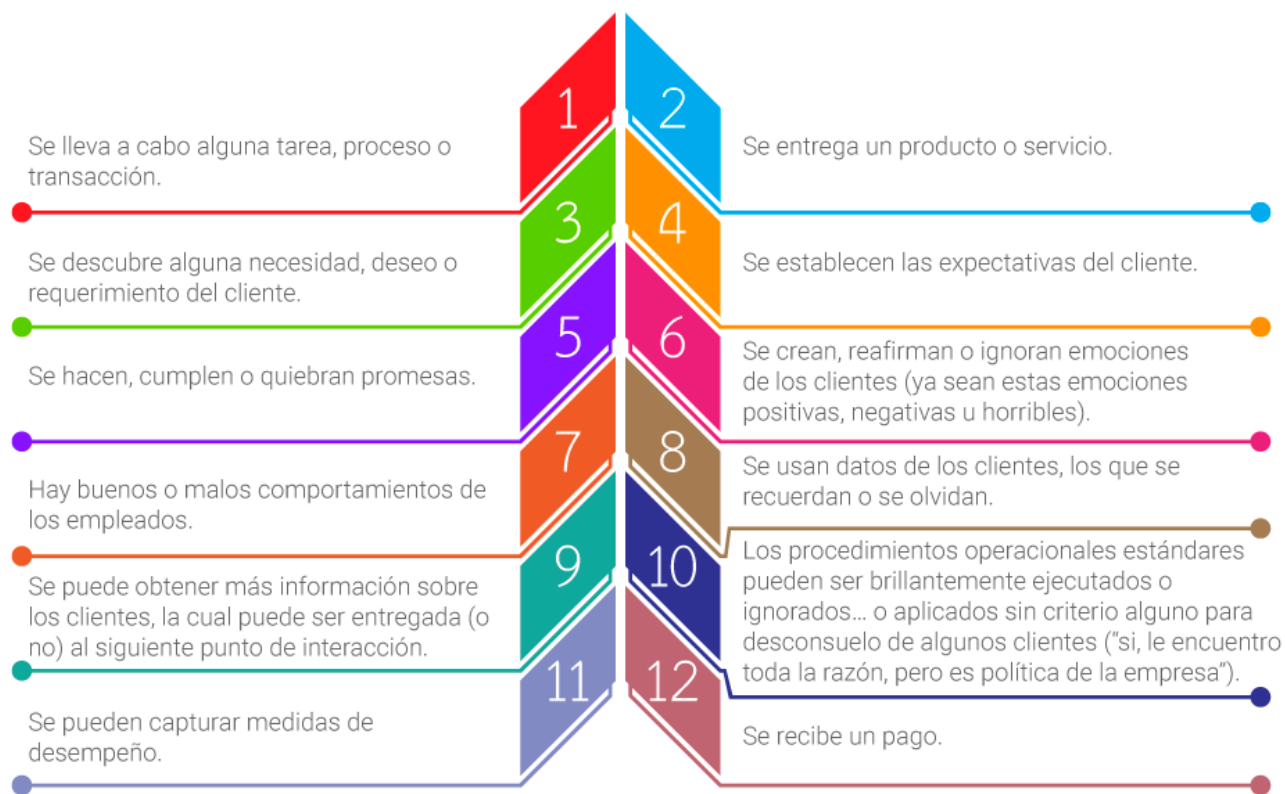 1
Se lleva a cabo alguna tarea, proceso o
transacción.
2
Se entrega un producto o servicio.
3
Se descubre alguna necesidad, deseo o
requerimiento del cliente.
4
Se establecen las expectativas del cliente.
5
Se hacen, cumplen o quiebran promesas.
6
Se crean, reafirman o ignoran emociones
de los clientes (ya sean estas emociones
positivas, negativas u horribles).
7
Hay buenos o malos comportamientos de
los empleados.
8
Se usan datos de los clientes, los que se
recuerdan o se olvidan.
9
Se puede obtener más información sobre
los clientes, la cual puede ser entregada (o
no) al siguiente punto de interacción.
10
Los procedimientos operacionales estándares
pueden ser brillantemente ejecutados o
ignorados... o aplicados sin criterio alguno para
desconsuelo de algunos clientes (“si, le encuentro
toda la razón, pero es política de la empresa”).
11
Se pueden capturar medidas de
desempeño.
12
Se recibe un pago.